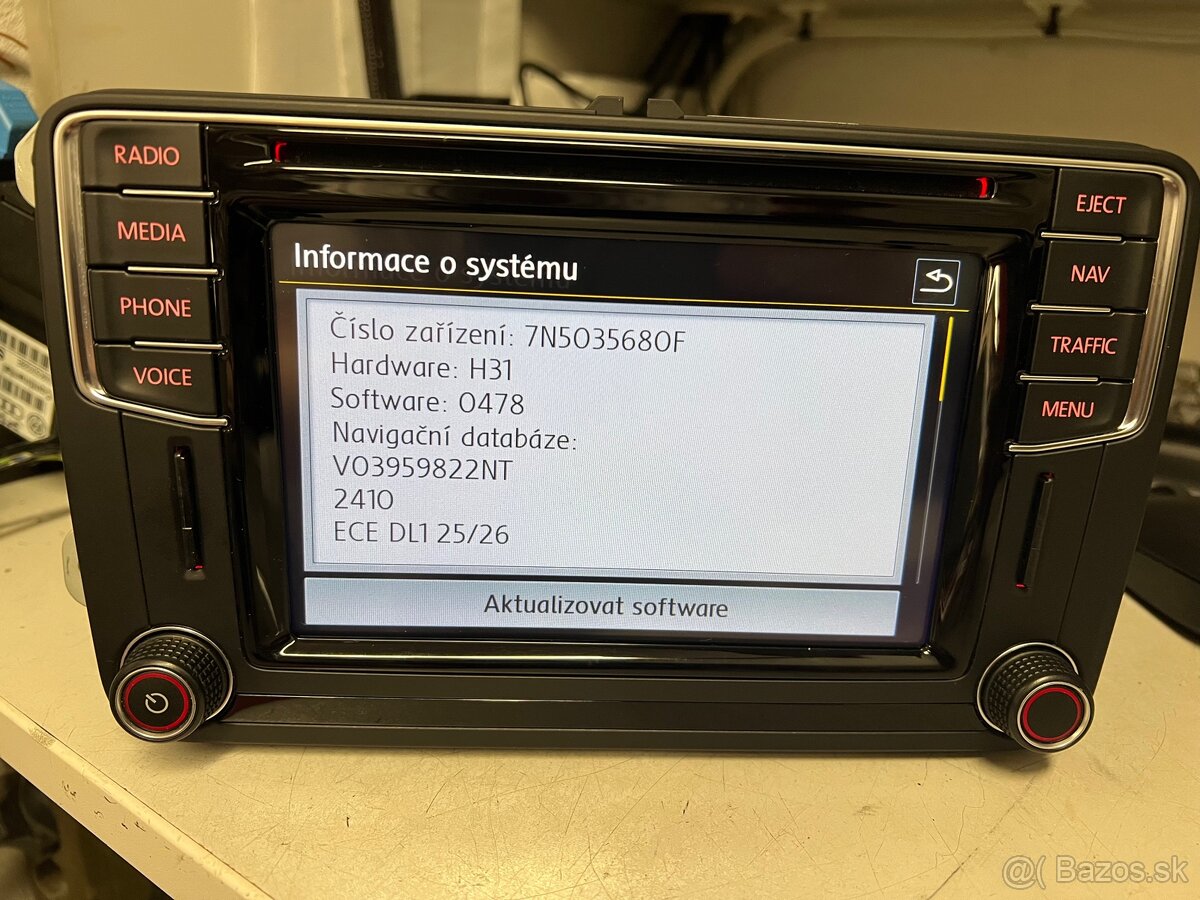 RADIO
MEDIA
PHONE
VOICE
EJECT
NAV
TRAFFIC
MENU
Informace o systému
Číslo zařízení: 7N5035680F
Hardware: H31
Software: 0478
Navigační databáze:
V03959822NT
2410
ECE DL1 25/26
Aktualizovat software
@( Bazos.sk